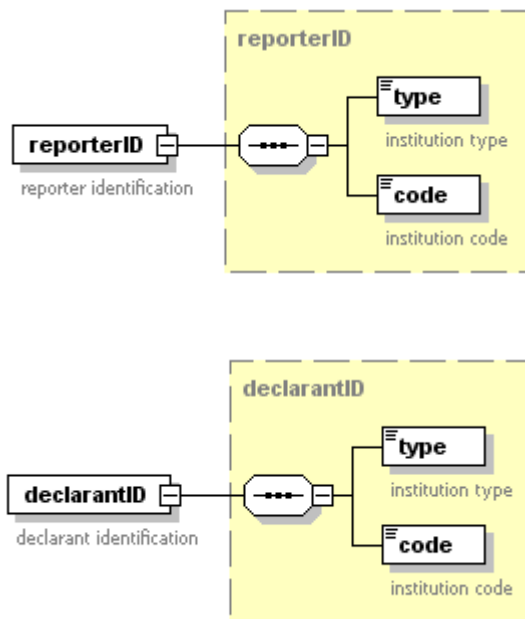 reporterID
type
institution type
reporterID
reporter identification
code
institution code
declarantID
type
institution type
declarantID
declarant identification
code
institution code